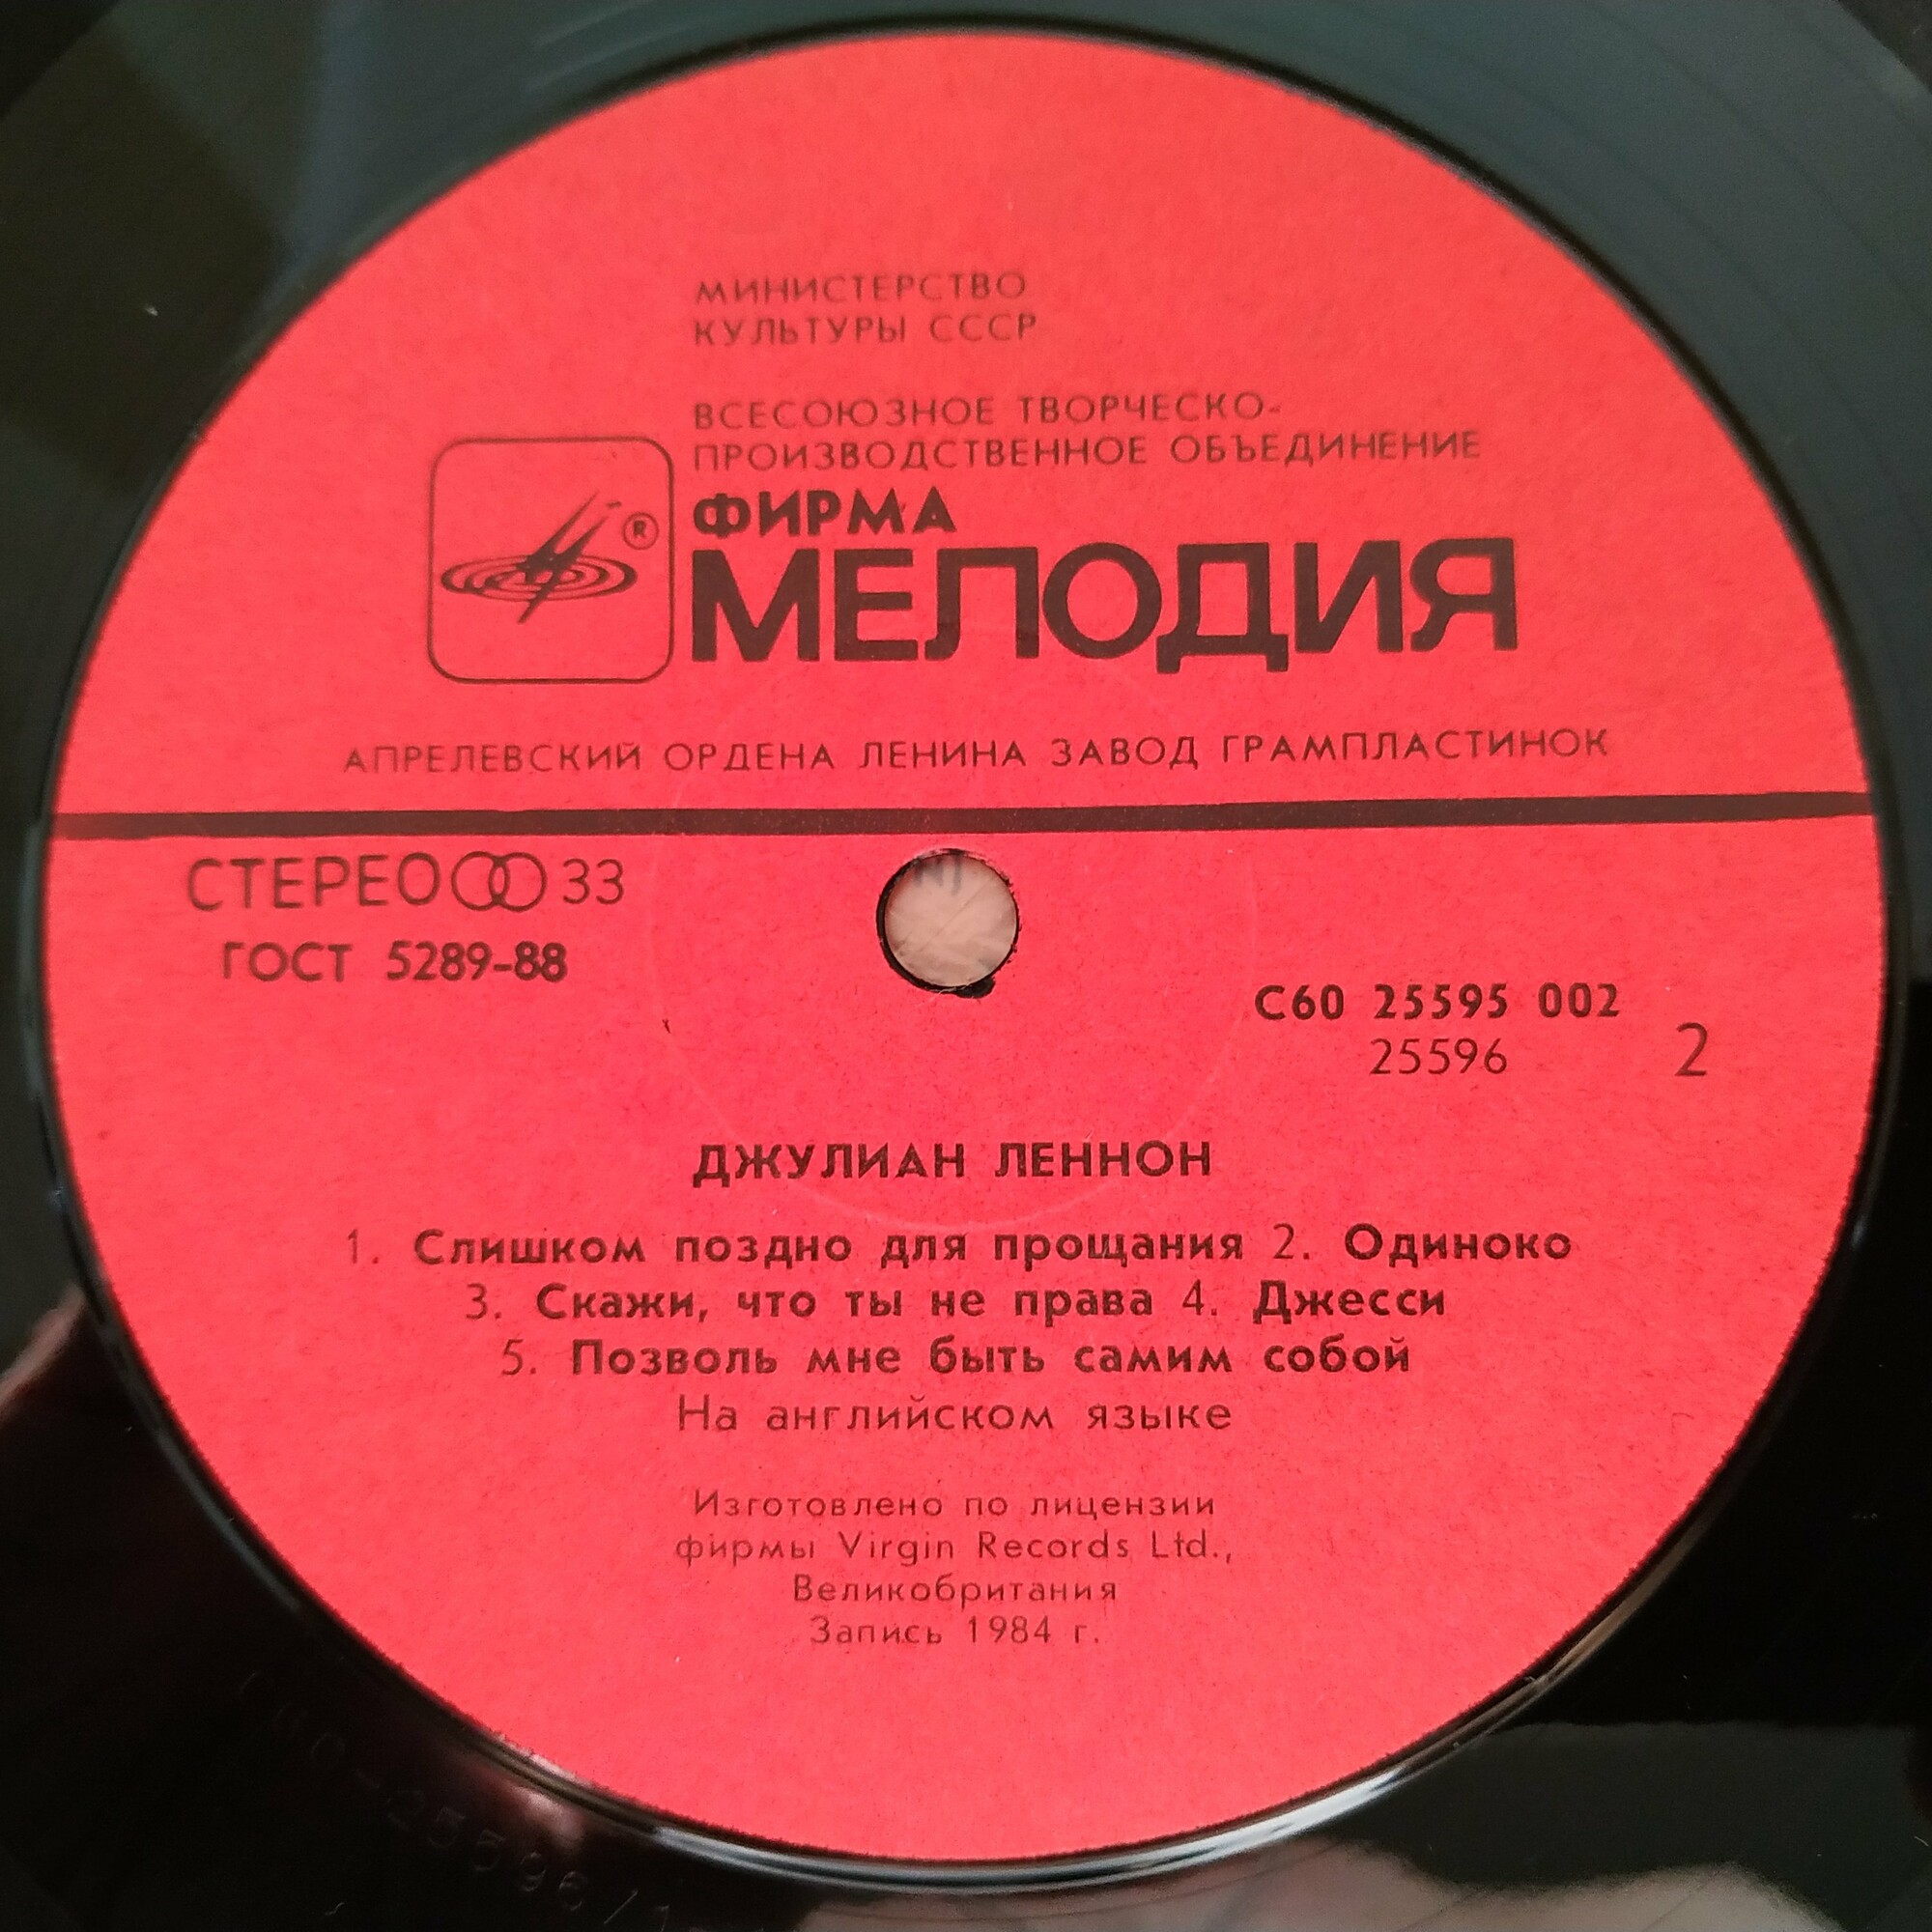 МИНИСТЕРСТВО
КУЛЬТУРЫ СССР
ВСЕСОЮЗНОЕ ТВОРЧЕСКО-
ПРОИЗВОДСТВЕННОЕ ОБЪЕДИНЕНИЕ
®
ФИРМА
МЕЛОДИЯ
АПРЕЛЕВСКИЙ ОРДЕНА ЛЕНИНА ЗАВОД ГРАМПЛАСТИНОК
СТЕРЕО 33
ГОСТ 5289-88
С60 25595 002
25596
2
ДЖУЛИАН ЛЕННОН
1. Слишком поздно для прощания 2. Одиноко
3. Скажи, что ты не права 4. Джесси
5. Позволь мне быть самим собой
На английском языке
Изготовлено по лицензии
фирмы Virgin Records Ltd.,
Великобритания
Запись 1984 г.